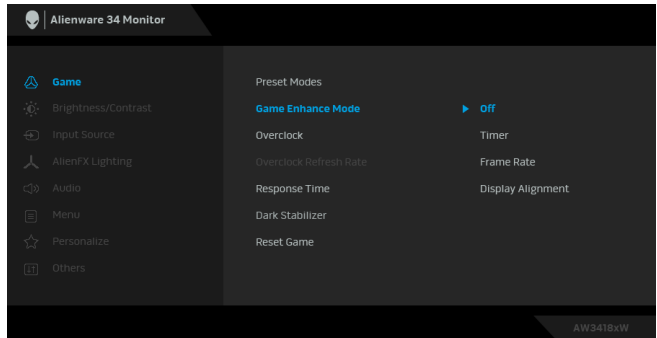 Alienware 34 Monitor
Game
Brightness/Contrast
Input Source
AlienFX Lighting
Audio
Menu
Personalize
Others
Preset Modes
Game Enhance Mode
Overclock
Overclock Refresh Rate
Response Time
Dark Stabilizer
Reset Game
Off
Timer
Frame Rate
Display Alignment
AW3418xW